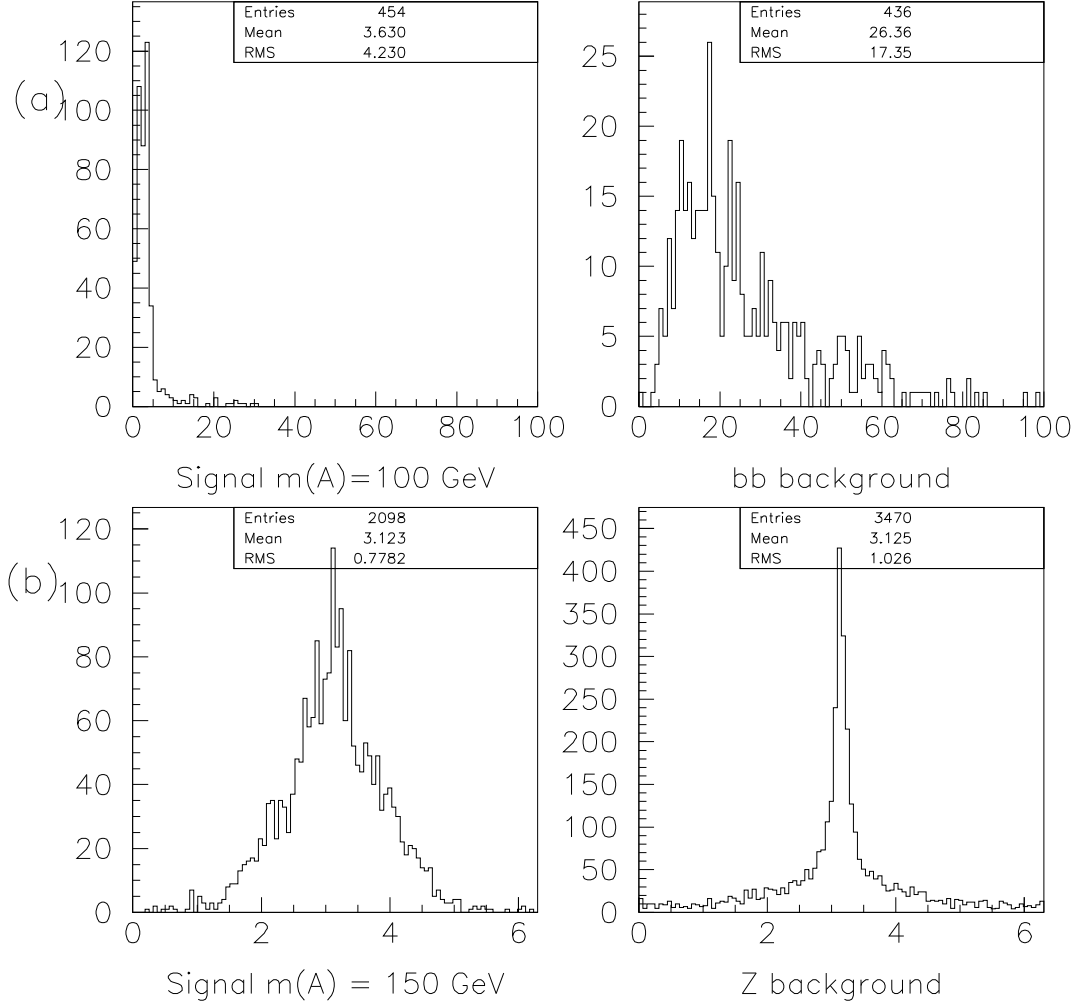 (a)
Entries 454
Mean 3.630
RMS 4.230
120
100
80
60
40
20
0
0 20 40 60 80 100
Signal m(A)=100 GeV
Entries 436
Mean 26.36
RMS 17.35
25
20
15
10
5
0
0 20 40 60 80 100
bb background
(b)
Entries 2098
Mean 3.123
RMS 0.7782
120
100
80
60
40
20
0
0 2 4 6
Signal m(A) = 150 GeV
Entries 3470
Mean 3.125
RMS 1.026
450
400
350
300
250
200
150
100
50
0
0 2 4 6
Z background